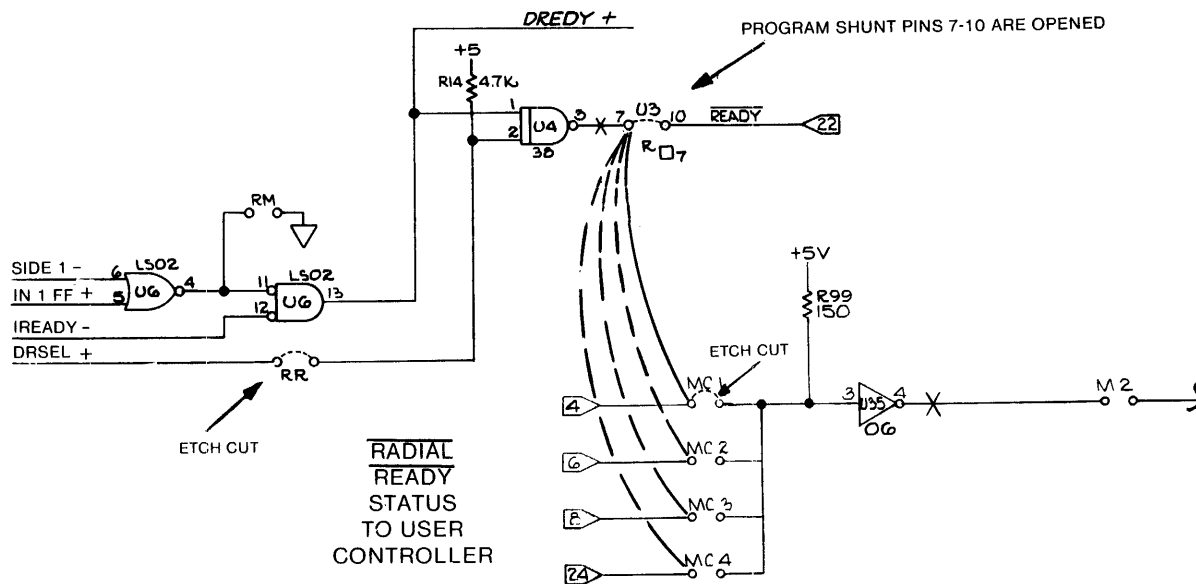 DREDY +
PROGRAM SHUNT PINS 7-10 ARE OPENED
+5
R14 4.7K
1
2
U4
38
3
7
U3
10
READY
22
R 7
RM
SIDE 1 -
IN 1 FF +
IREADY -
DRSEL +
6
5
LS02
U6
4
11
12
LS02
U6
13
RR
ETCH CUT
RADIAL
READY
STATUS
TO USER
CONTROLLER
+5V
R99
150
ETCH CUT
4
MC 1
6
MC 2
8
MC 3
24
MC 4
3
U35
4
06
M 2